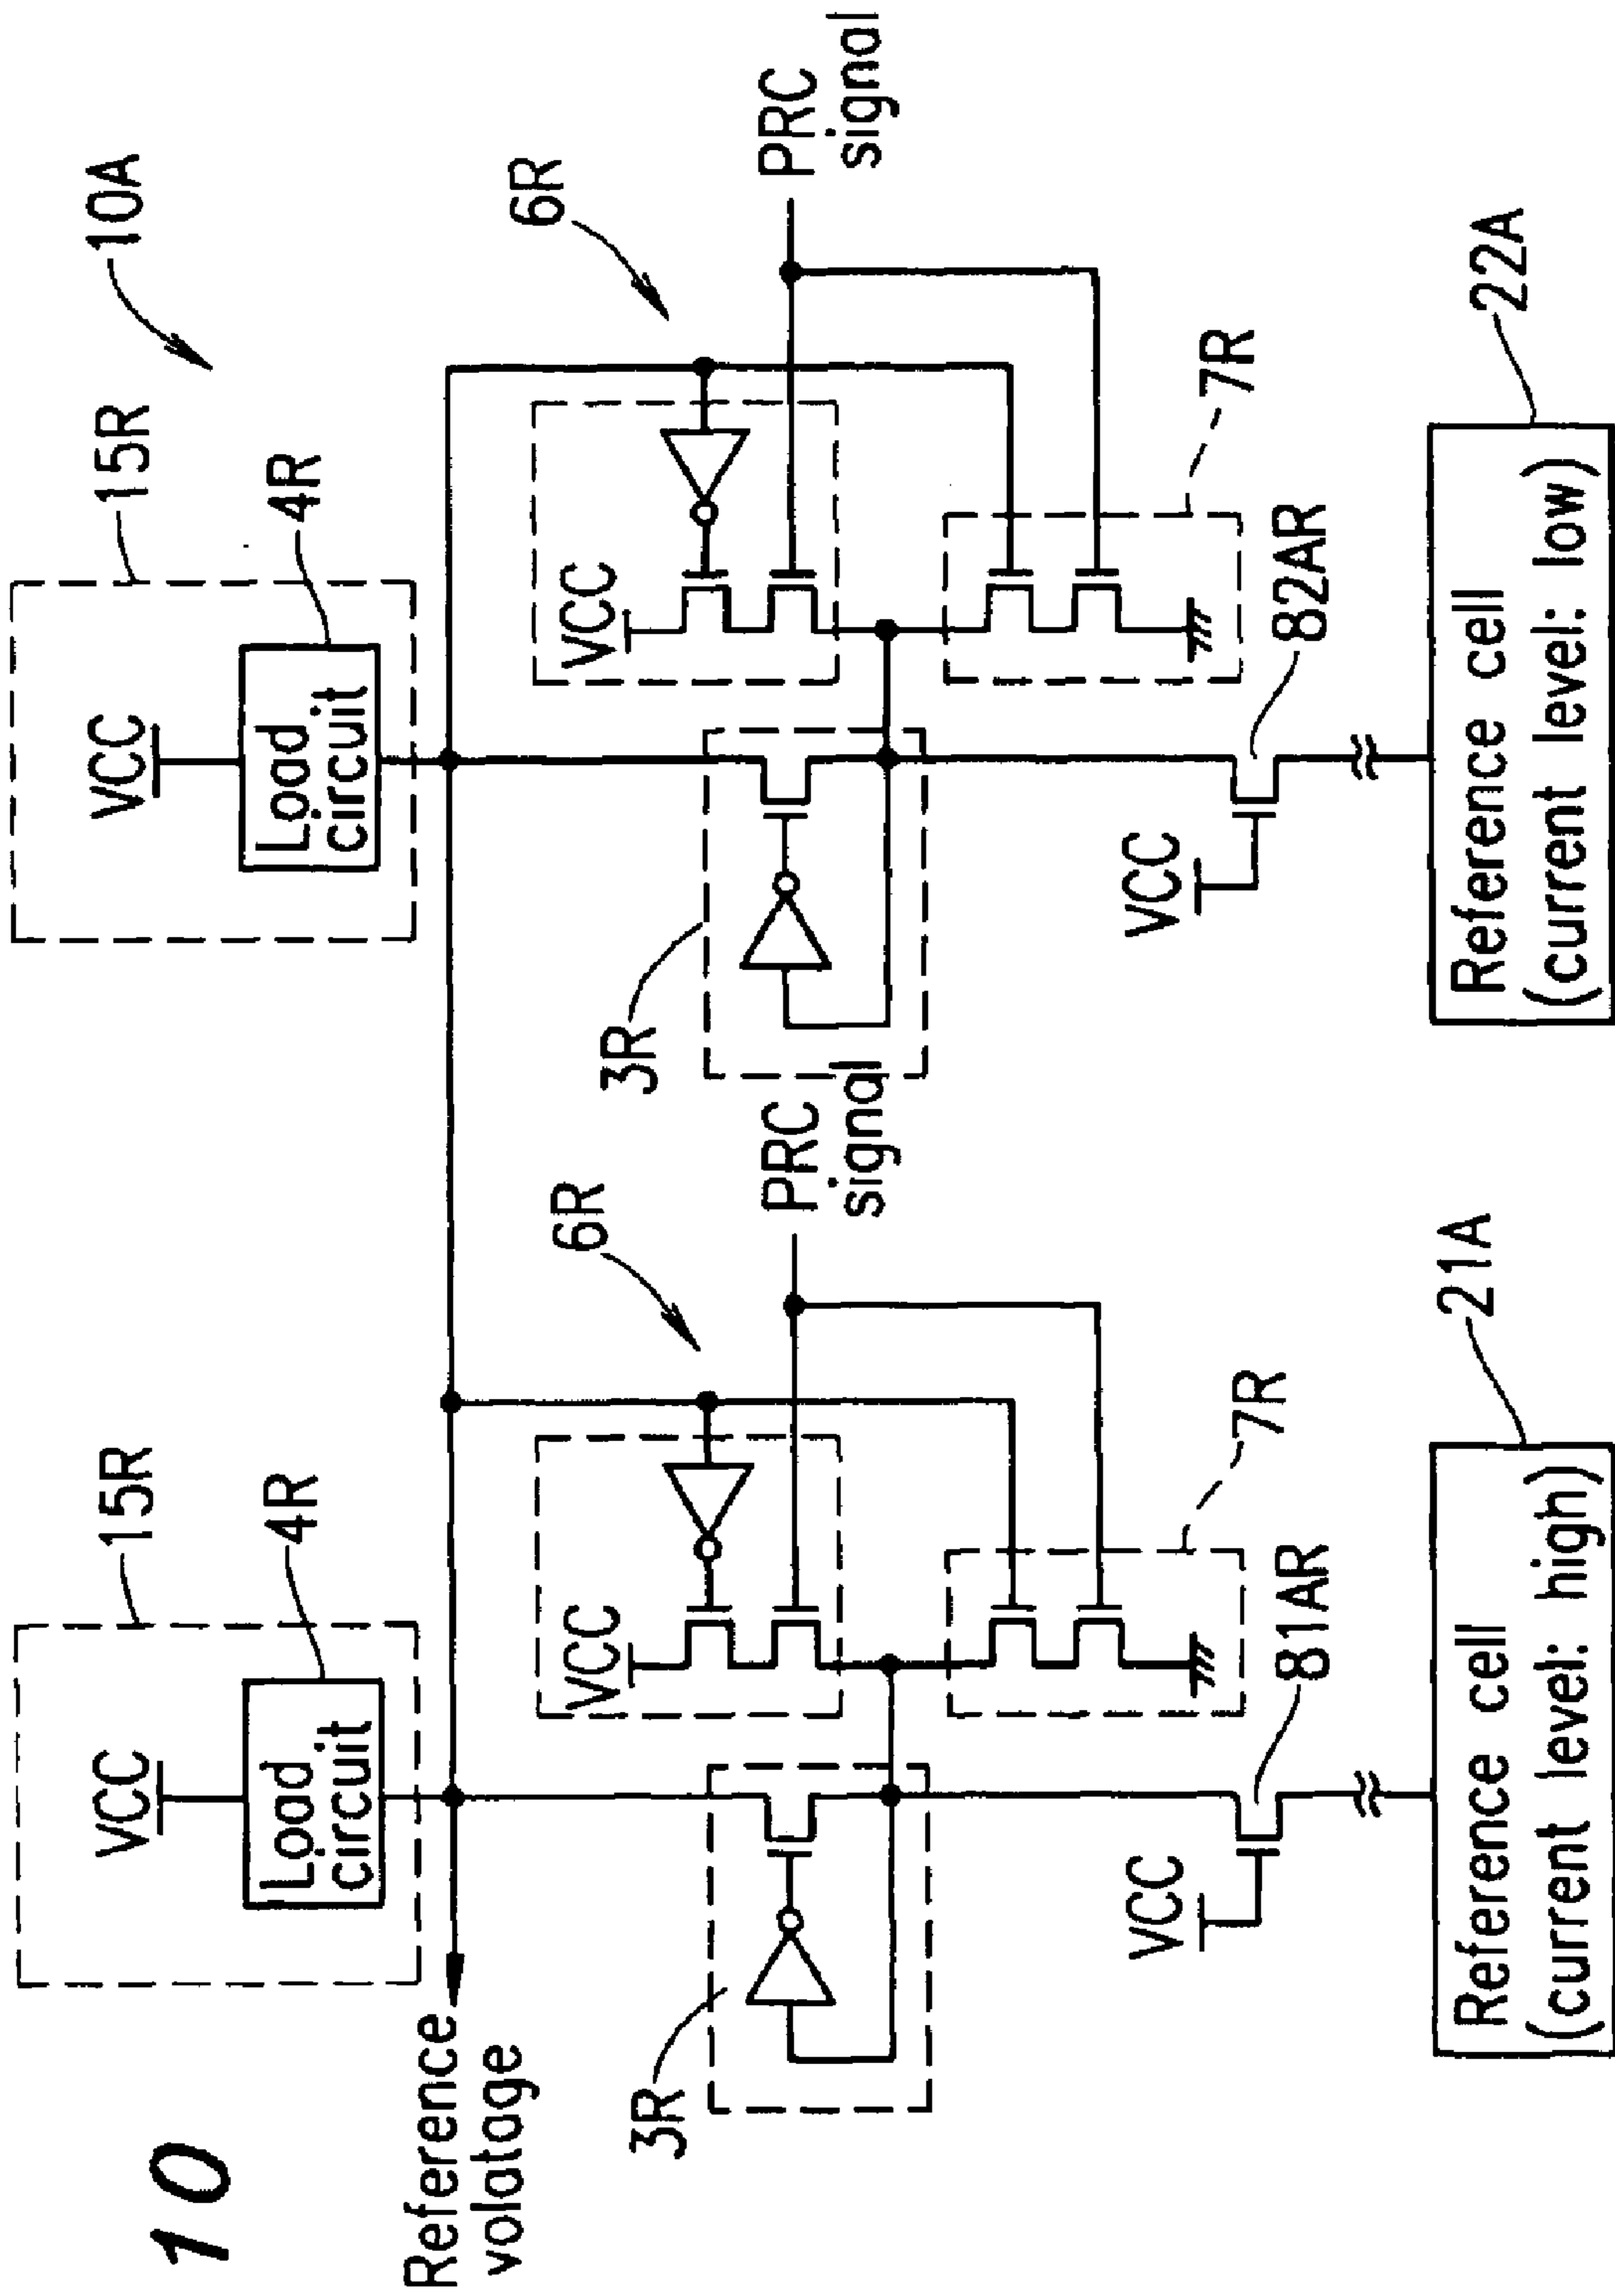 10
10A
15R
15R
VCC
VCC
4R
4R
Load
circuit
Load
circuit
Reference
volatage
6R
6R
PRC
signal
PRC
signal
VCC
VCC
3R
3R
7R
7R
VCC
VCC
81AR
82AR
21A
22A
Reference cell
(current level: high)
Reference cell
(current level: low)